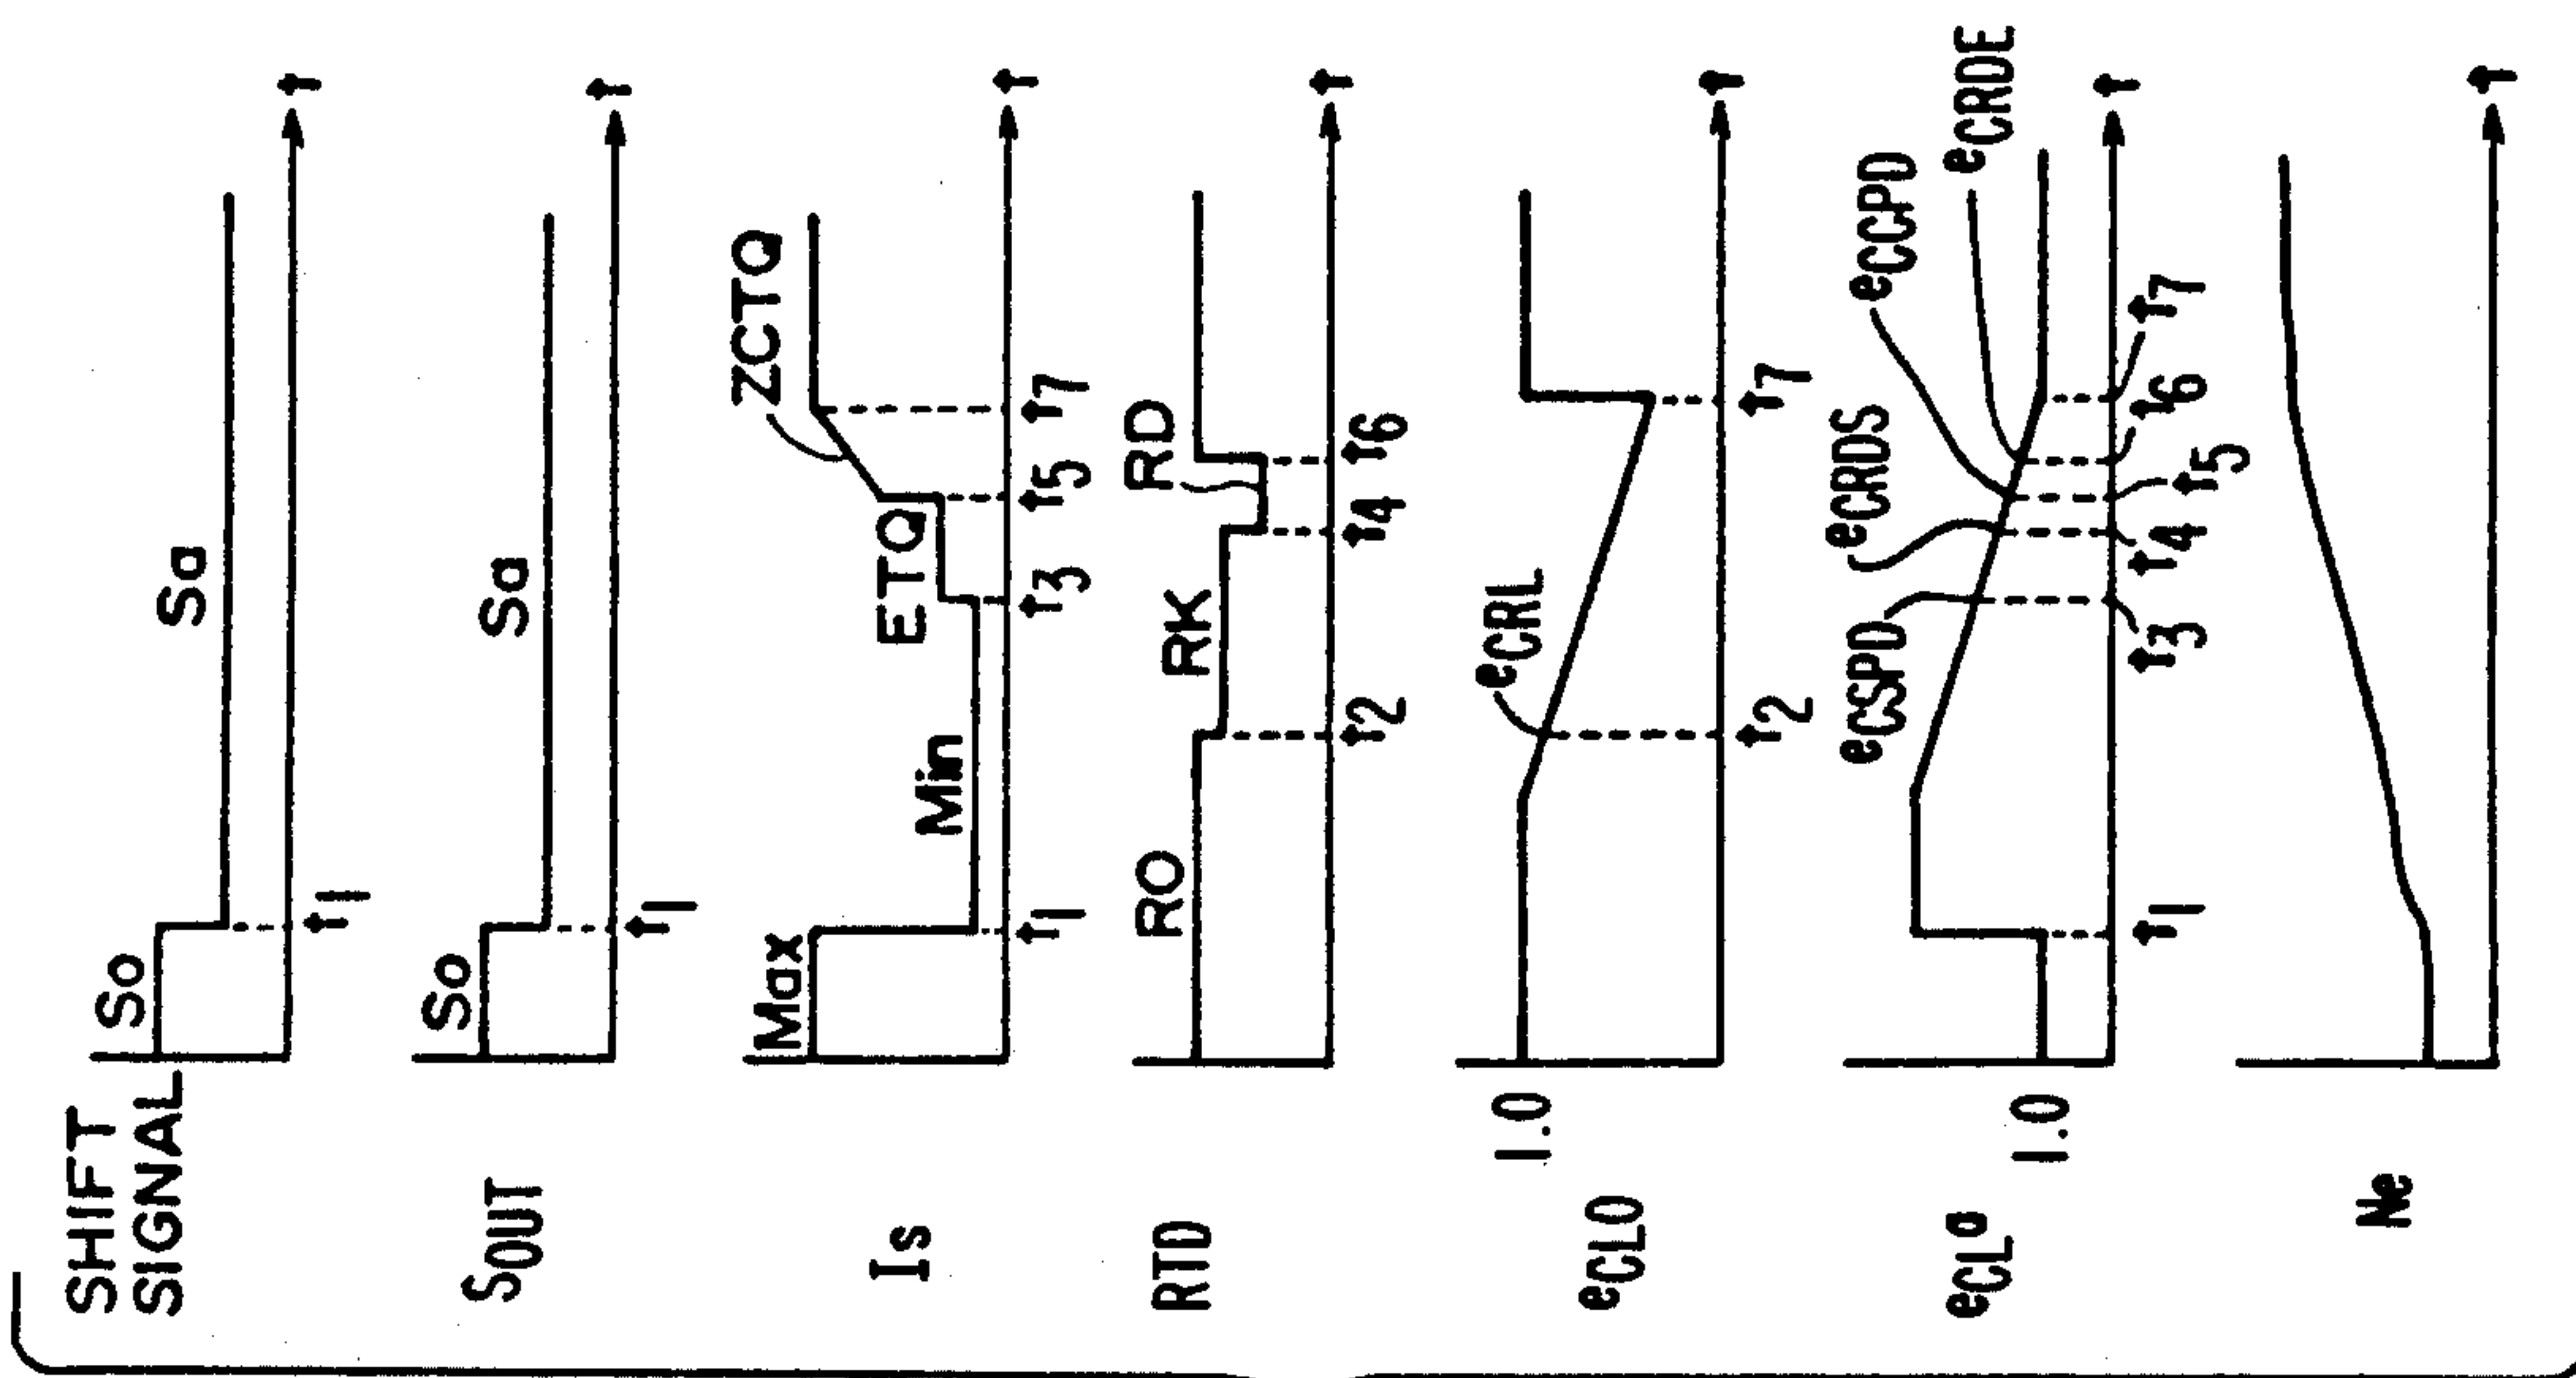 SHIFT
SIGNAL
So
Sa
t1
t
SOUT
So
Sa
t1
t
Is
Max
Min
ETQ
ZCTQ
t1
t3
t5
t7
t
RTD
RO
RK
RD
t2
t4
t6
t
eCLO
1.0
eCRL
t2
t7
t
eCLa
1.0
eCSPD
eCRDS
eCCPD
eCRDE
t1
t3
t4
t5
t6
t7
t
Ne
t